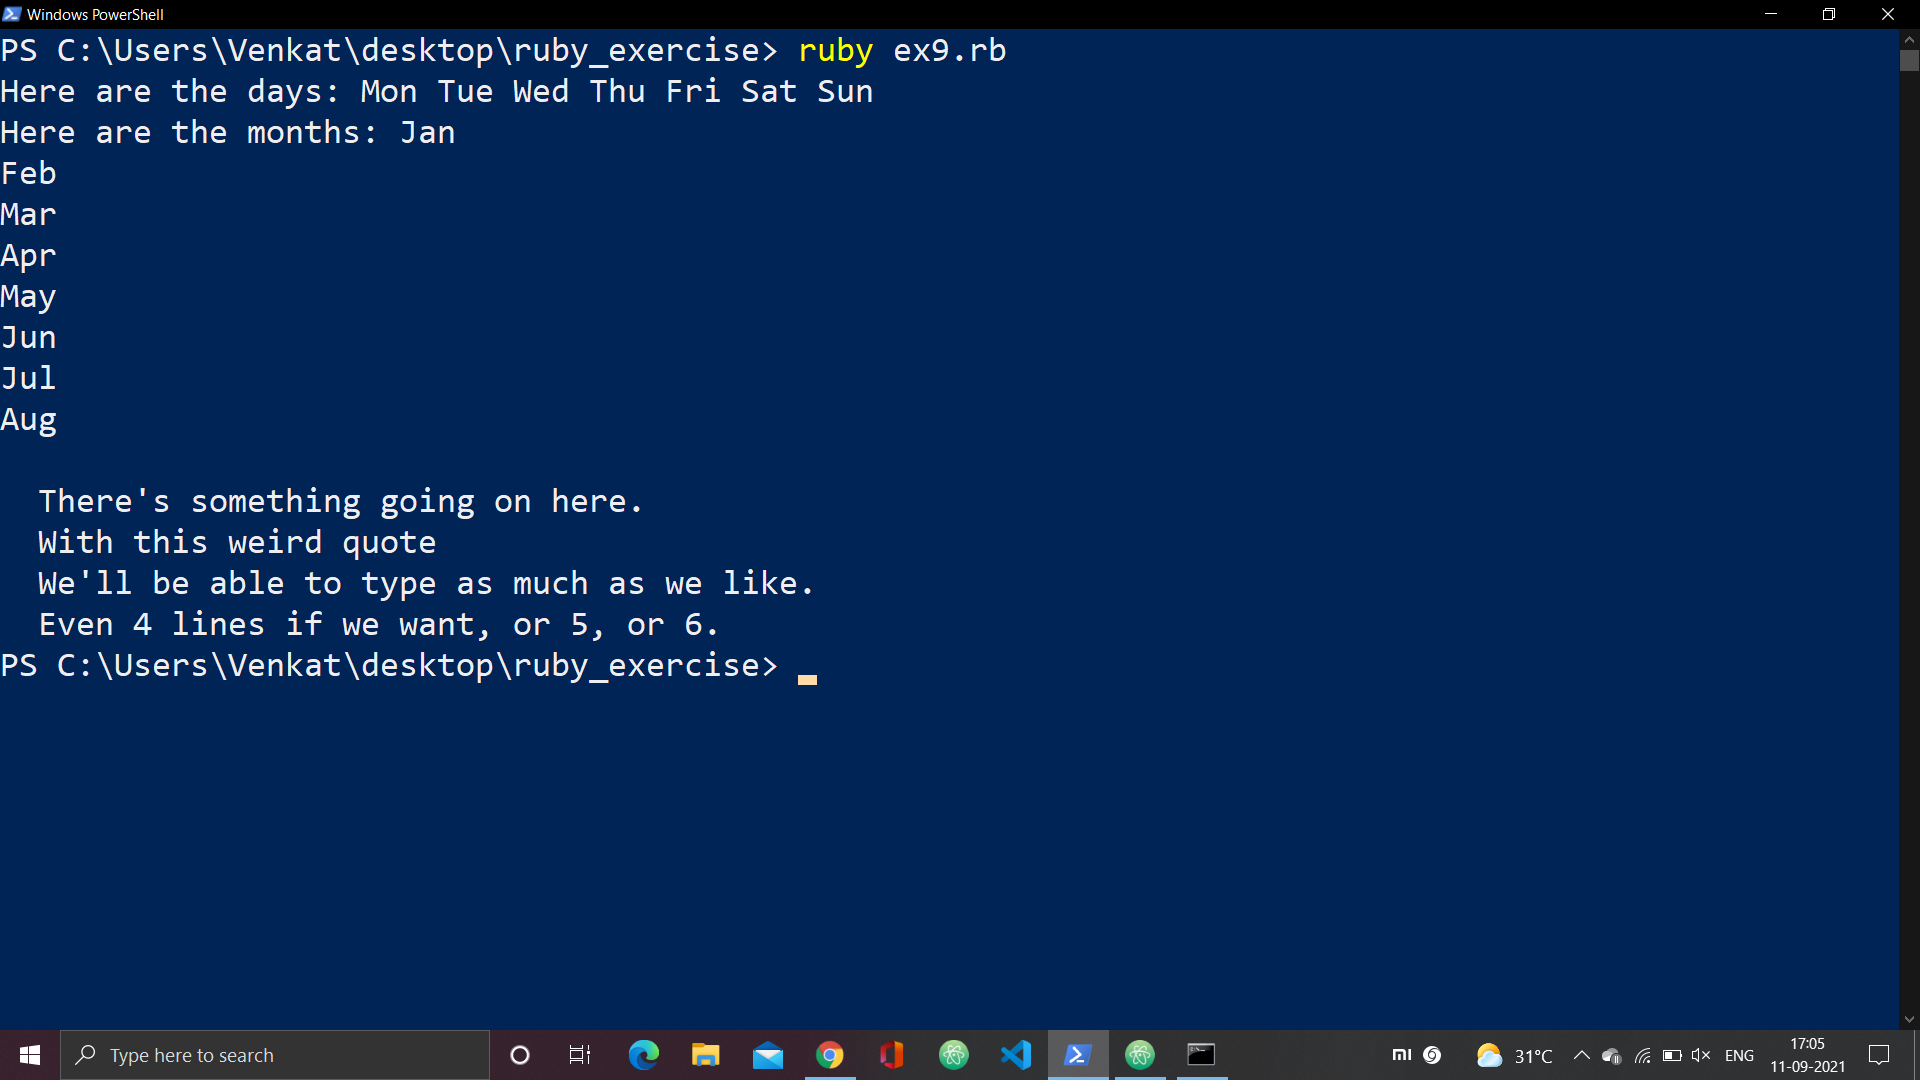 Windows PowerShell
PS C:\Users\Venkat\desktop\ruby_exercise> ruby ex9.rb
Here are the days: Mon Tue Wed Thu Fri Sat Sun
Here are the months: Jan
Feb
Mar
Apr
May
Jun
Jul
Aug
There's something going on here.
With this weird quote
We'll be able to type as much as we like.
Even 4 lines if we want, or 5, or 6.
PS C:\Users\Venkat\desktop\ruby_exercise>
Type here to search
31°C
ENG
17:05
11-09-2021